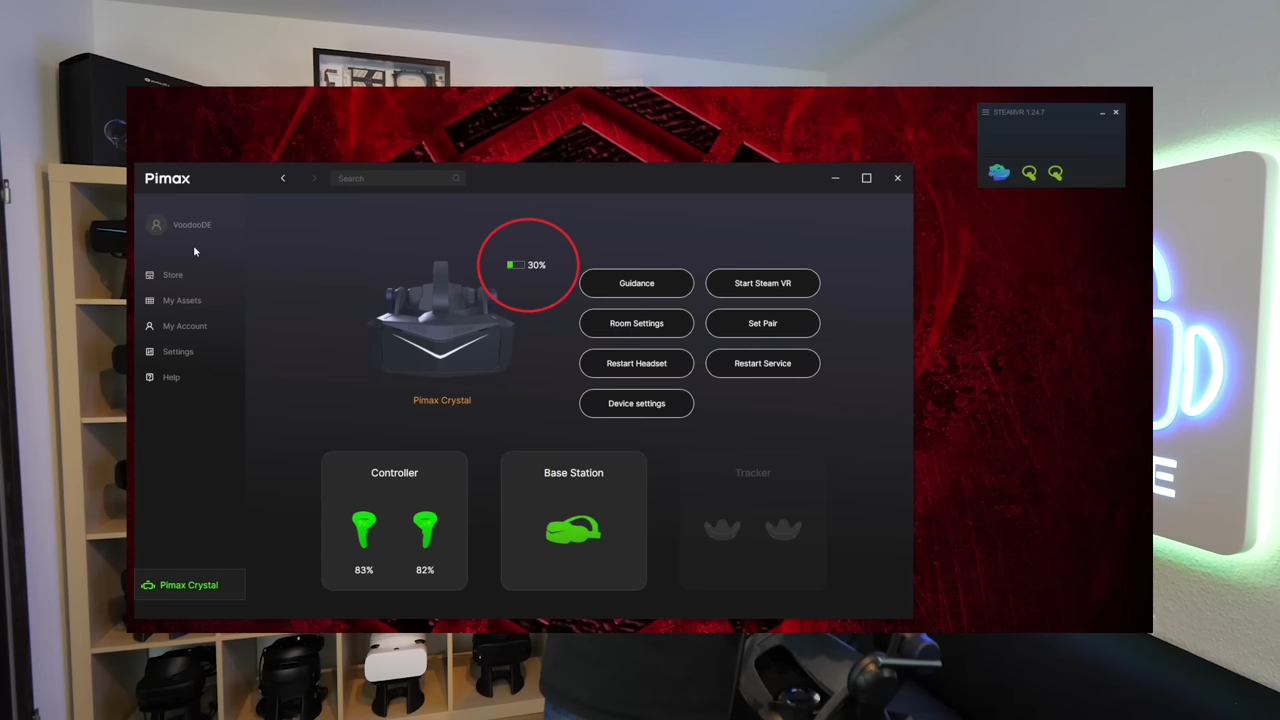 STEAMVR 1.24.7
Pimax
Search
VoodooDE
30%
Guidance
Start Steam VR
Store
My Assets
Room Settings
Set Pair
My Account
Settings
Restart Headset
Restart Service
Help
Pimax Crystal
Device settings
Controller
Base Station
Tracker
83%
82%
Pimax Crystal
E